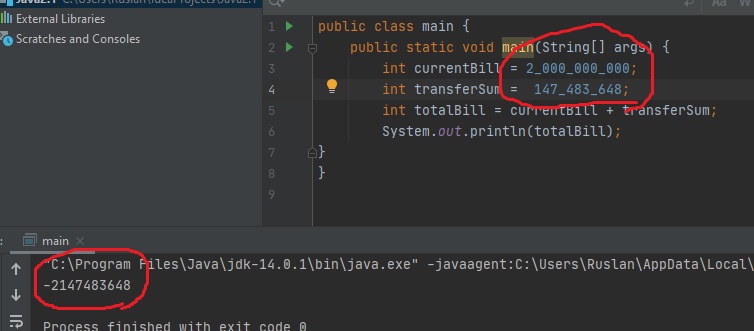 Java2.1 C:\Users\Ruslan\IdeaProjects\Java2.1
External Libraries
Scratches and Consoles
Aa W
1 public class main {
2 public static void main(String[] args) {
3 int currentBill = 2_000_000_000;
4 int transferSum =  147_483_648;
5 int totalBill = currentBill + transferSum;
6 System.out.println(totalBill);
7 }
8 }
9
: main ×
"C:\Program Files\Java\jdk-14.0.1\bin\java.exe" -javaagent:C:\Users\Ruslan\AppData\Local\
-2147483648
Process finished with exit code 0